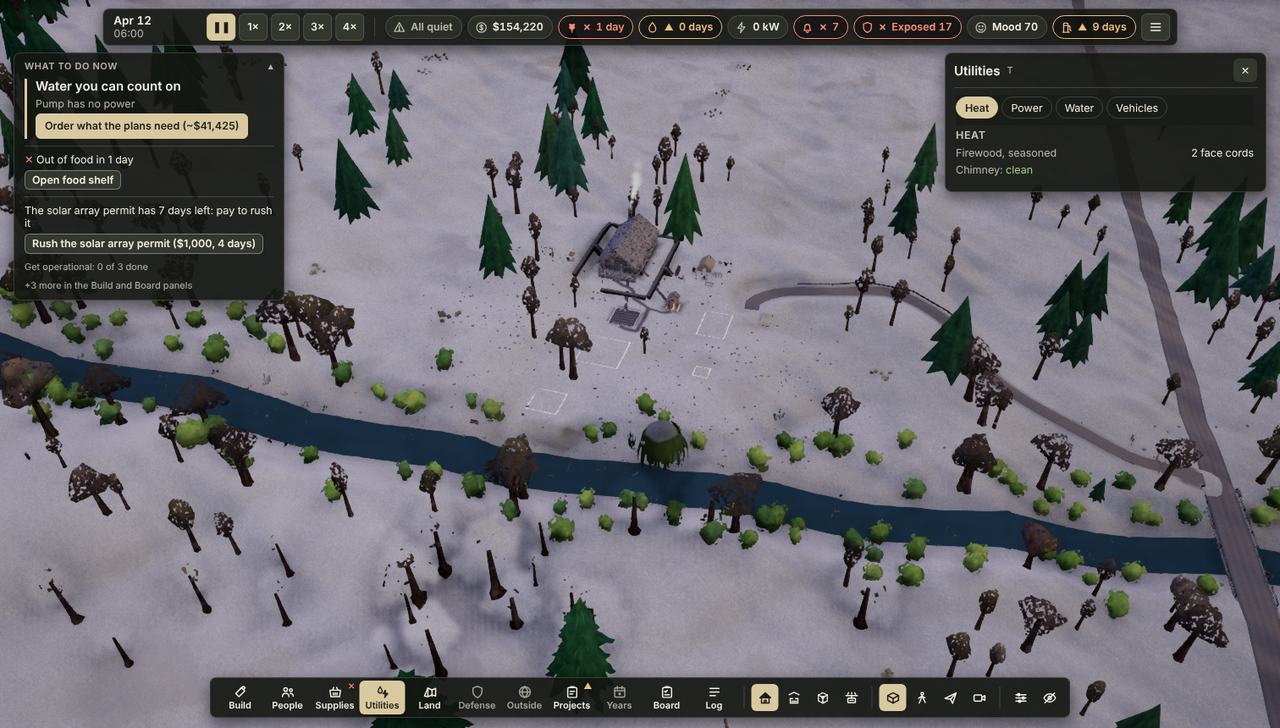 Apr 12
06:00
1×
2×
3×
4×
All quiet
$154,220
× 1 day
▲ 0 days
0 kW
× 7
× Exposed 17
Mood 70
▲ 9 days
WHAT TO DO NOW
Water you can count on
Pump has no power
Order what the plans need (~$41,425)
× Out of food in 1 day
Open food shelf
The solar array permit has 7 days left: pay to rush
it
Rush the solar array permit ($1,000, 4 days)
Get operational: 0 of 3 done
+3 more in the Build and Board panels
Utilities T
Heat
Power
Water
Vehicles
HEAT
Firewood, seasoned 2 face cords
Chimney: clean
Build
People
Supplies
Utilities
Land
Defense
Outside
Projects
Years
Board
Log